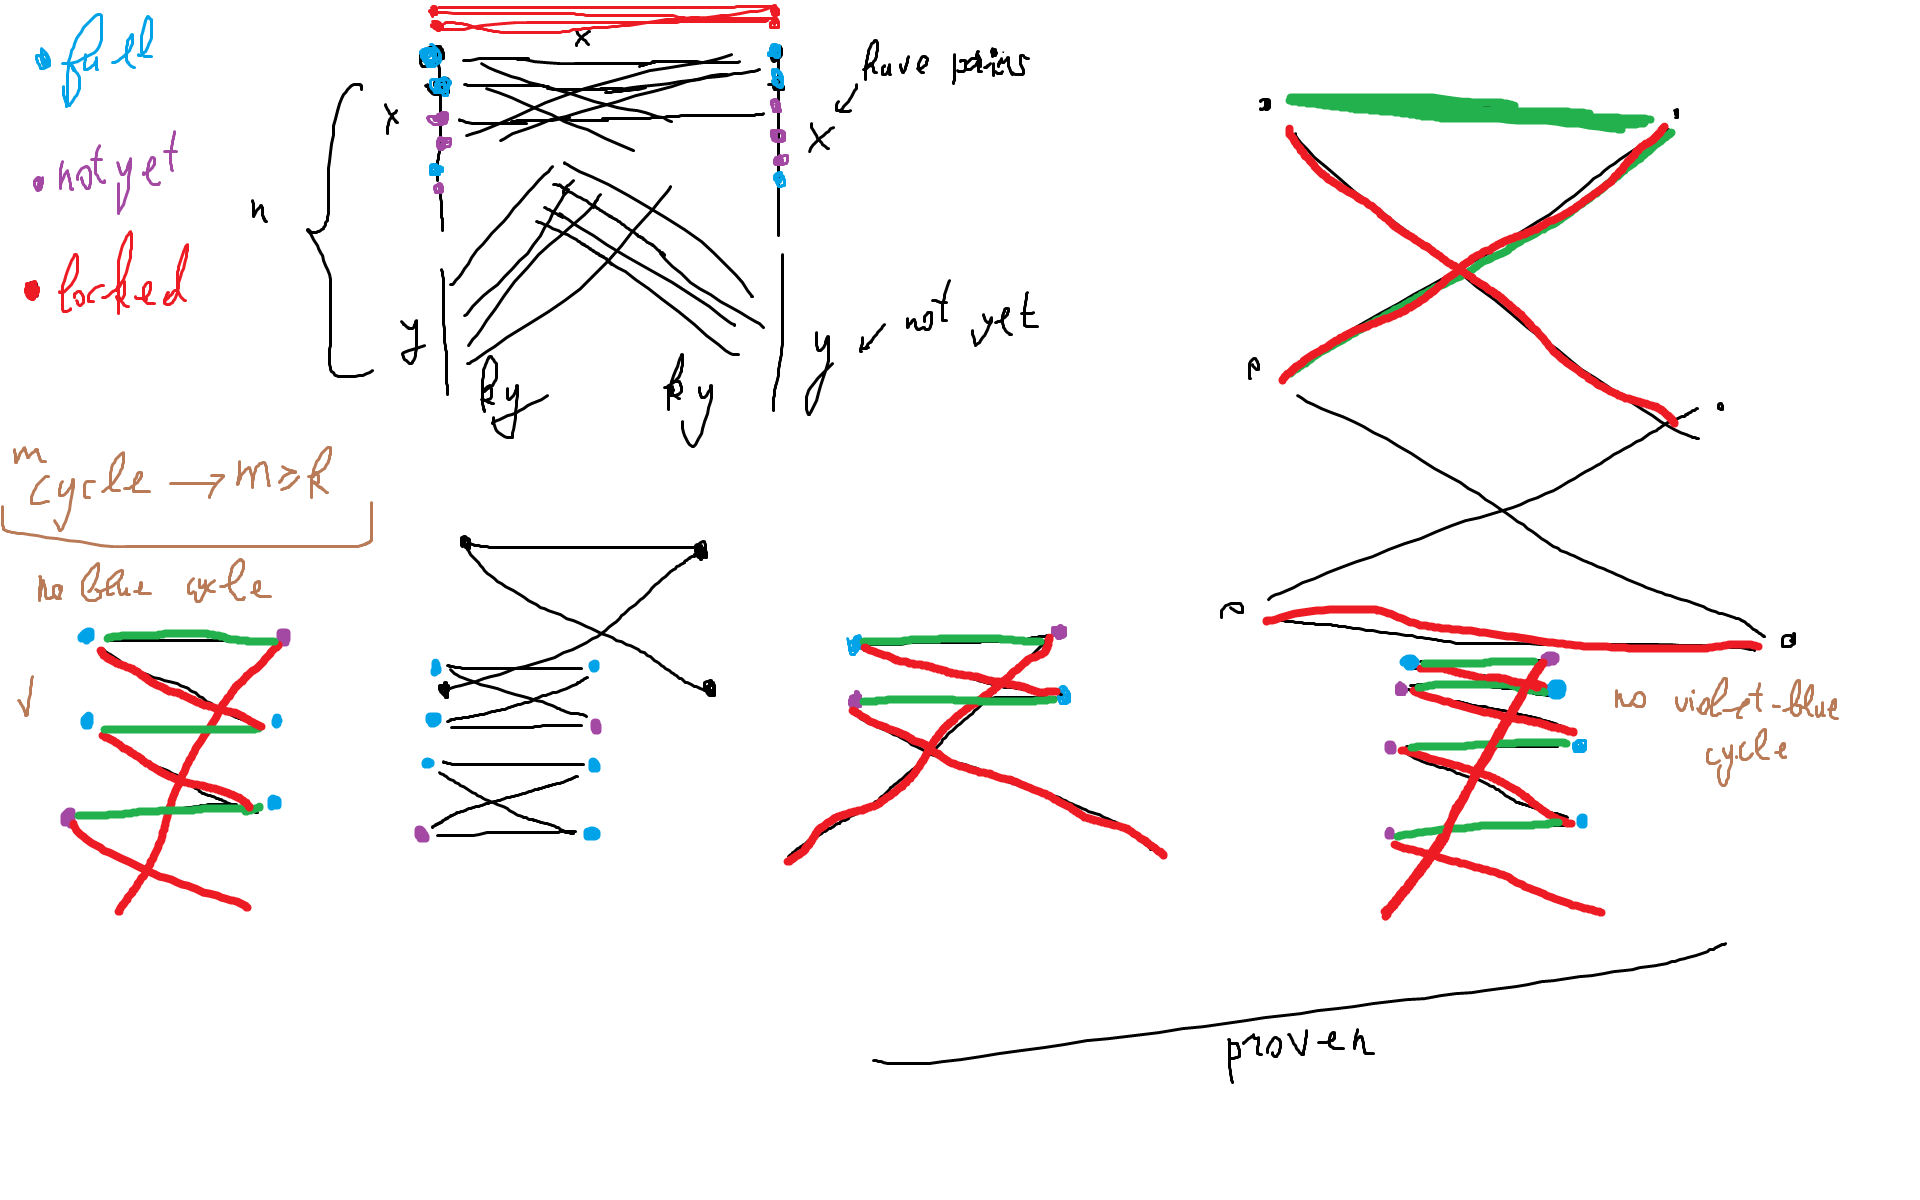 full
not yet
locked
x
x
have pairs
x
n
y
not yet
y
ky
ky
m
cycle → m ≥ k
no blue cycle
no violet-blue
cycle
proven